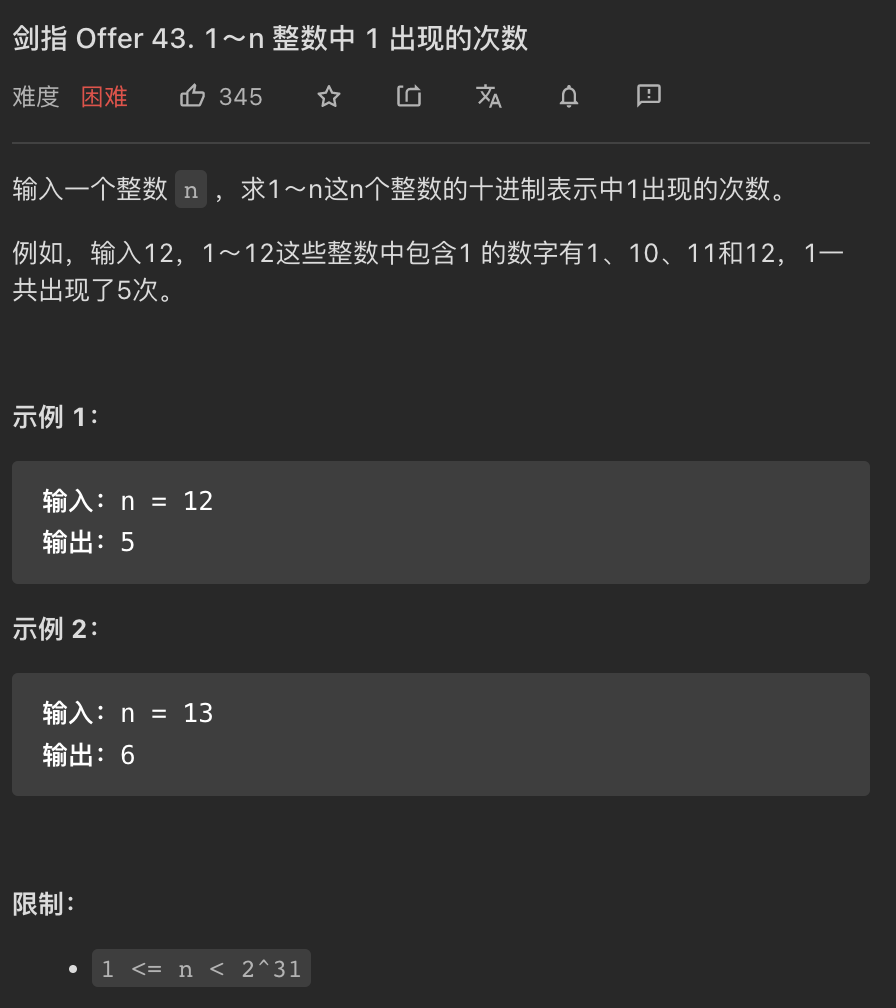 剑指 Offer 43. 1～n 整数中 1 出现的次数
难度 困难 345
输入一个整数 n ，求1～n这n个整数的十进制表示中1出现的次数。
例如，输入12，1～12这些整数中包含1 的数字有1、10、11和12，1一
共出现了5次。
示例 1：
输入：n = 12
输出：5
示例 2：
输入：n = 13
输出：6
限制：
• 1 <= n < 2^31